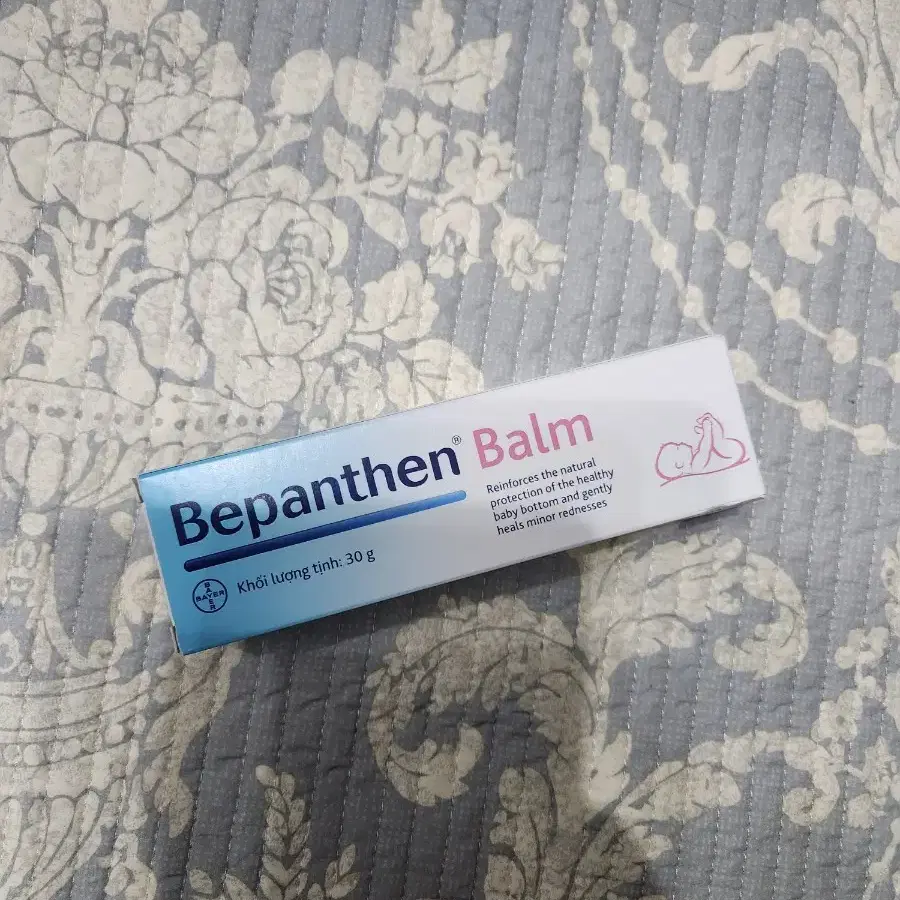 Bepanthen® Balm
Reinforces the natural
protection of the healthy
baby bottom and gently
heals minor rednesses
BAYER
BAYER
Khối lượng tịnh: 30 g